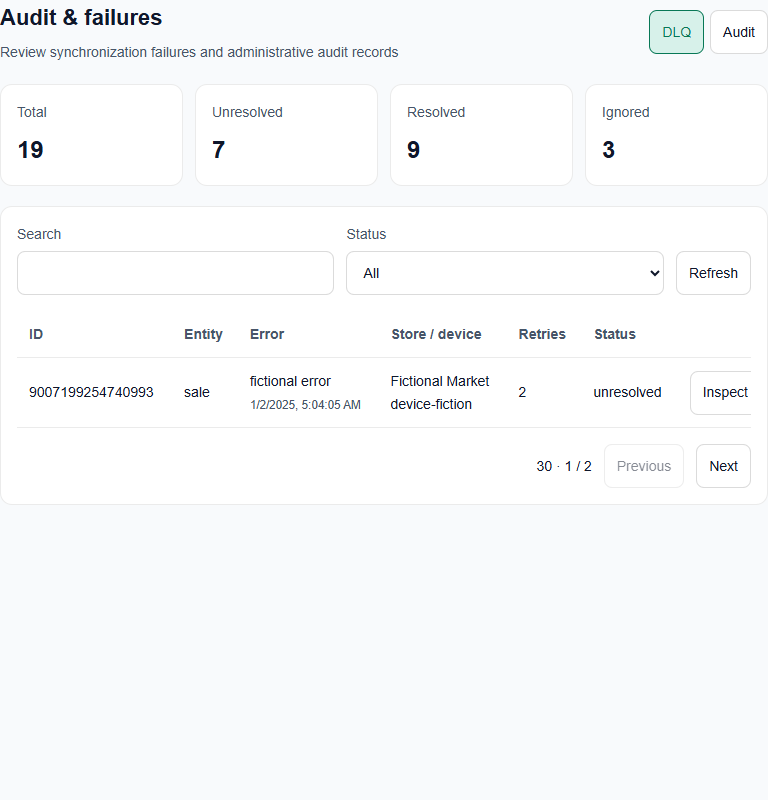 Audit & failures
DLQ
Audit
Review synchronization failures and administrative audit records
Total
Unresolved
Resolved
Ignored
19
7
9
3
Search
Status
All
Refresh
ID
Entity
Error
Store / device
Retries
Status
9007199254740993
sale
fictional error
1/2/2025, 5:04:05 AM
Fictional Market
device-fiction
2
unresolved
Inspect
30 · 1 / 2
Previous
Next